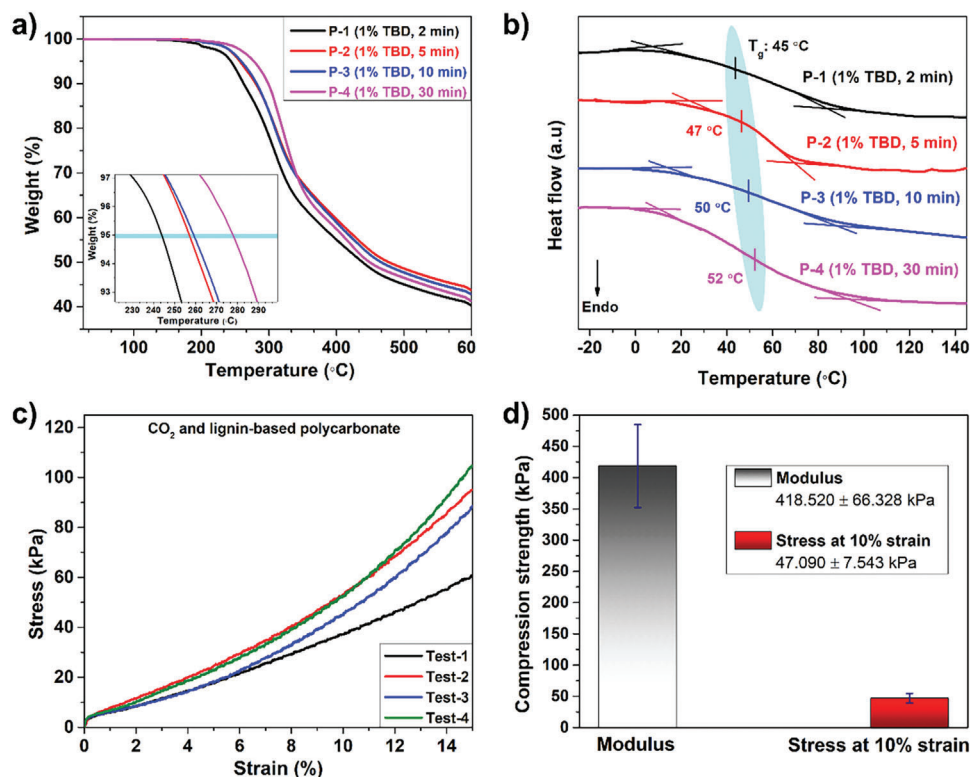 a)
P-1 (1% TBD, 2 min)
P-2 (1% TBD, 5 min)
P-3 (1% TBD, 10 min)
P-4 (1% TBD, 30 min)
100
90
80
70
60
50
40
Weight (%)
97
96
95
94
93
Weight (%)
230 240 250 260 270 280 290
Temperature (°C)
100 200 300 400 500 60
Temperature (°C)
b)
Tg: 45 °C
P-1 (1% TBD, 2 min)
47 °C
P-2 (1% TBD, 5 min)
50 °C
P-3 (1% TBD, 10 min)
52 °C
P-4 (1% TBD, 30 min)
Endo
Heat flow (a.u)
-20 0 20 40 60 80 100 120 140
Temperature (°C)
c)
CO2 and lignin-based polycarbonate
120
100
80
60
40
20
0
Stress (kPa)
Test-1
Test-2
Test-3
Test-4
0 2 4 6 8 10 12 14
Strain (%)
d)
500
450
400
350
300
250
200
150
100
50
0
Compression strength (kPa)
Modulus
418.520 ± 66.328 kPa
Stress at 10% strain
47.090 ± 7.543 kPa
Modulus Stress at 10% strain